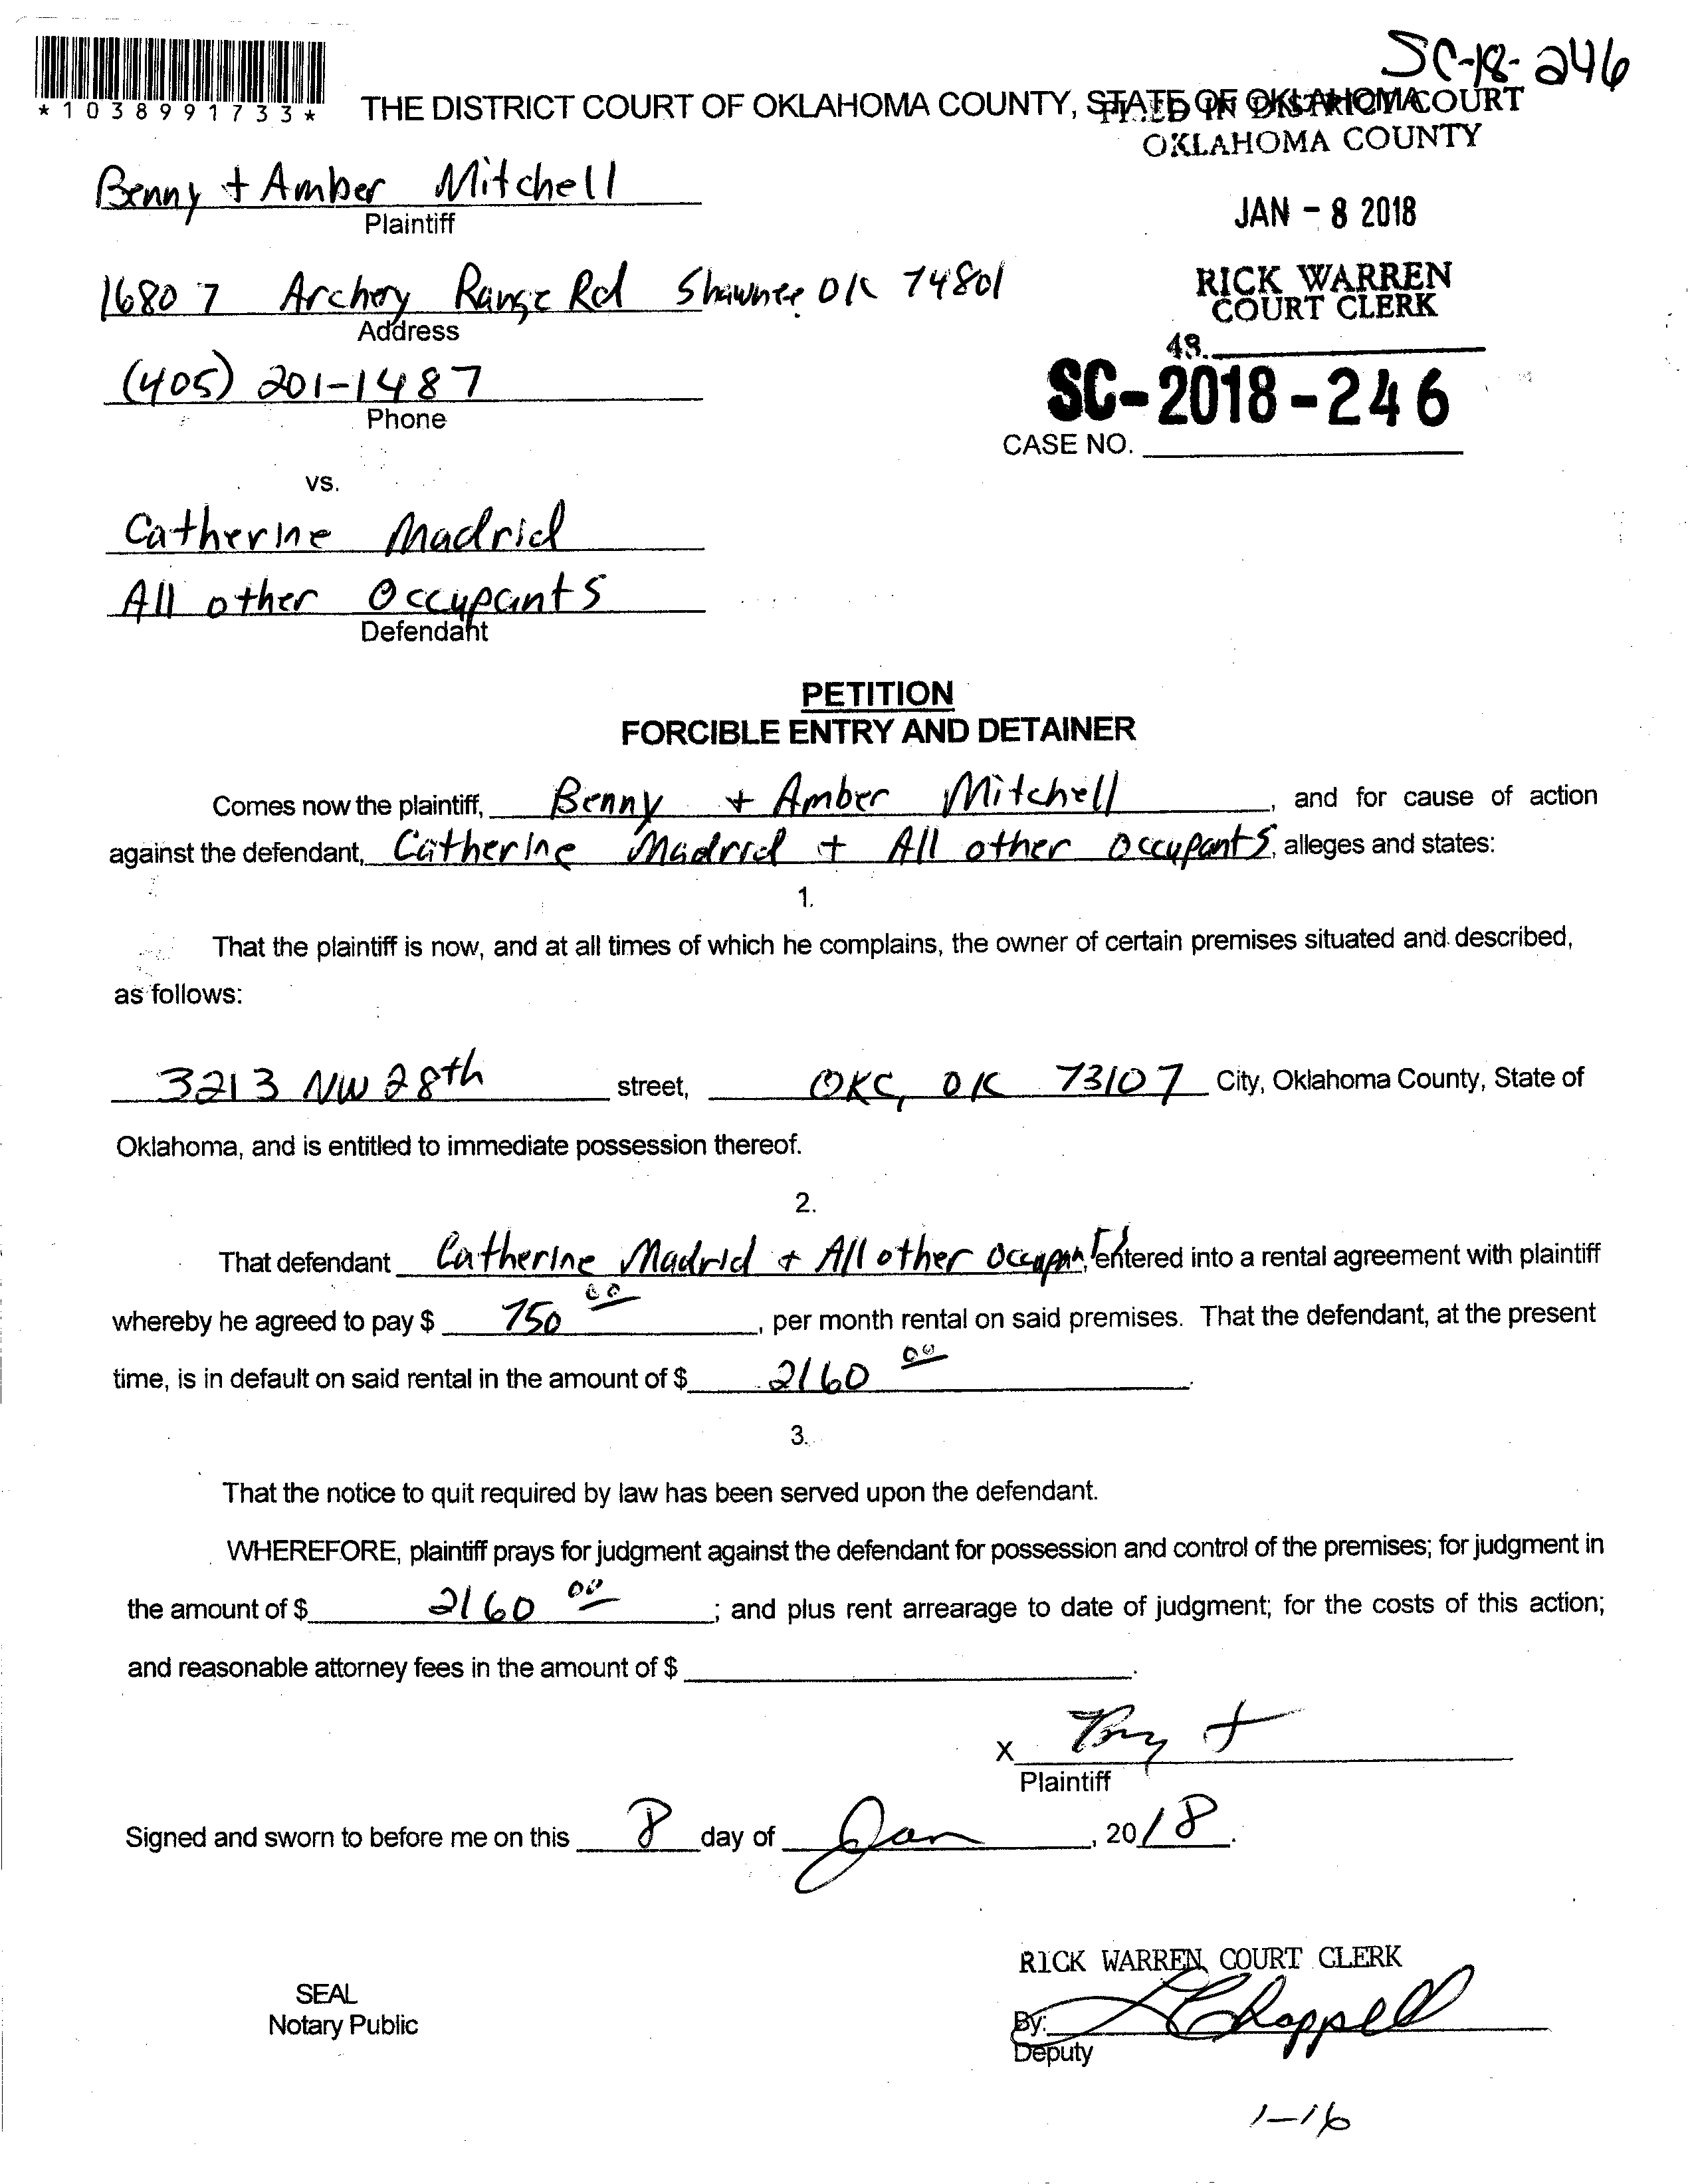 SC-18-246
*1038991733*
THE DISTRICT COURT OF OKLAHOMA COUNTY, STATE OF OKLAHOMA
FILED IN DISTRICT COURT
OKLAHOMA COUNTY
Benny + Amber Mitchell
Plaintiff
JAN - 8 2018
16807 Archery Range Rd Shawnee OK 74801
Address
RICK WARREN
COURT CLERK
48.
(405) 201-1487
Phone
SC-2018-246
CASE NO.
vs.
Catherine Madrid
All other Occupants
Defendant
PETITION
FORCIBLE ENTRY AND DETAINER
Comes now the plaintiff, Benny + Amber Mitchell, and for cause of action
against the defendant, Catherine Madrid + All other Occupants, alleges and states:
1.
That the plaintiff is now, and at all times of which he complains, the owner of certain premises situated and described,
as follows:
3213 NW 28th street, OKC, OK 73107 City, Oklahoma County, State of
Oklahoma, and is entitled to immediate possession thereof.
2.
That defendant Catherine Madrid + All other entered into a rental agreement with plaintiff
whereby he agreed to pay $ 750 00, per month rental on said premises. That the defendant, at the present
time, is in default on said rental in the amount of $ 2160 00.
3.
That the notice to quit required by law has been served upon the defendant.
WHEREFORE, plaintiff prays for judgment against the defendant for possession and control of the premises; for judgment in
the amount of $ 2160 00; and plus rent arrearage to date of judgment; for the costs of this action;
and reasonable attorney fees in the amount of $ .
X
Plaintiff
Signed and sworn to before me on this 8 day of Jan, 2018.
RICK WARREN, COURT CLERK
SEAL
Notary Public
By: Chappell
Deputy
1-16